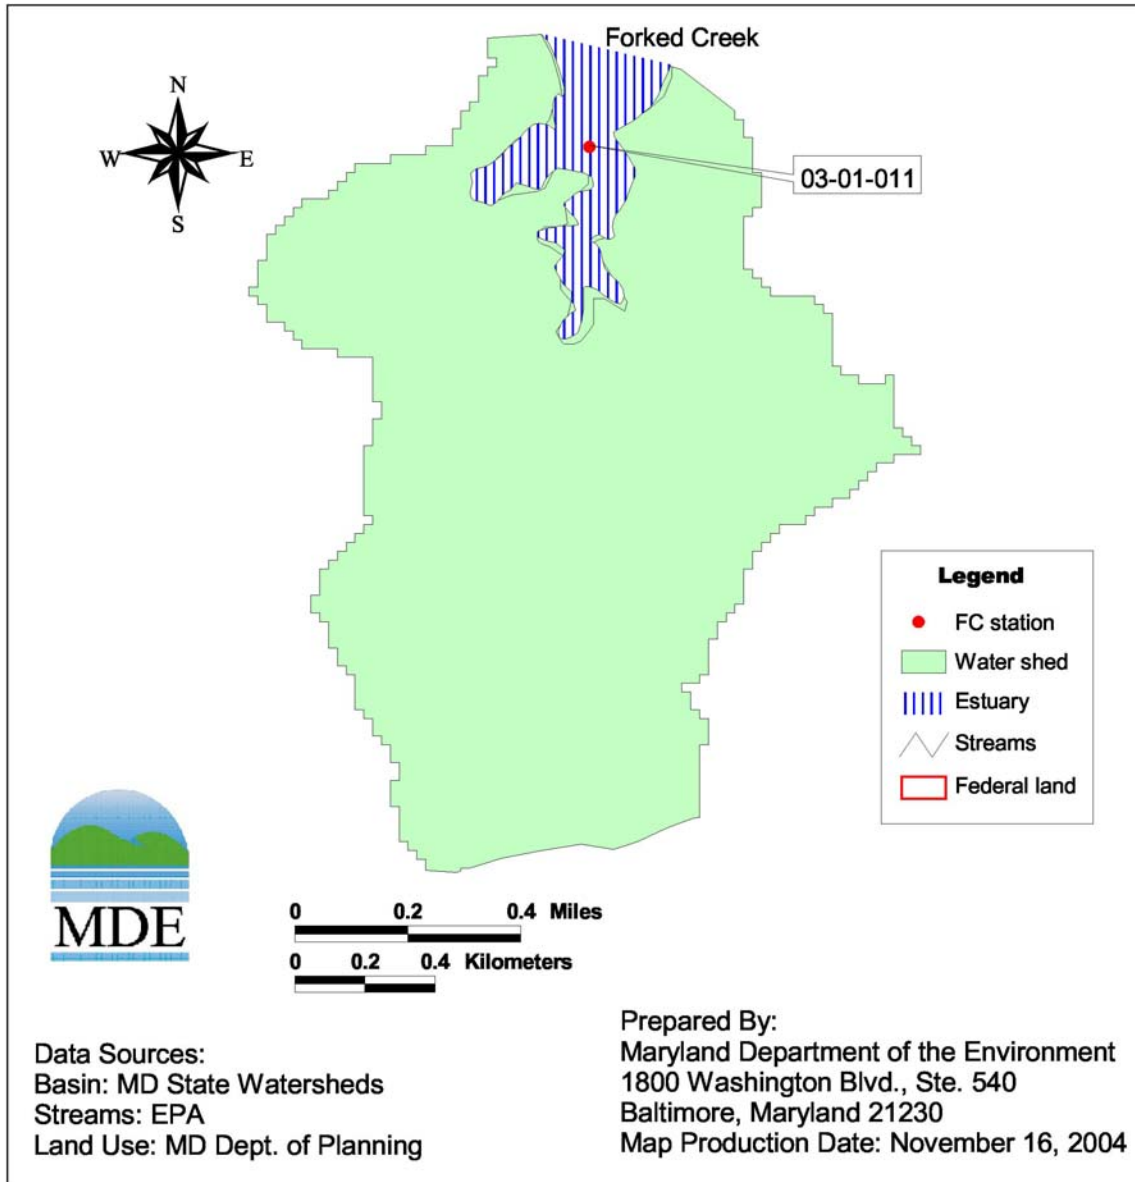 Forked Creek
N
W
E
S
03-01-011
Legend
FC station
Water shed
Estuary
Streams
Federal land
MDE
0 0.2 0.4 Miles
0 0.2 0.4 Kilometers
Data Sources:
Basin: MD State Watersheds
Streams: EPA
Land Use: MD Dept. of Planning
Prepared By:
Maryland Department of the Environment
1800 Washington Blvd., Ste. 540
Baltimore, Maryland 21230
Map Production Date: November 16, 2004